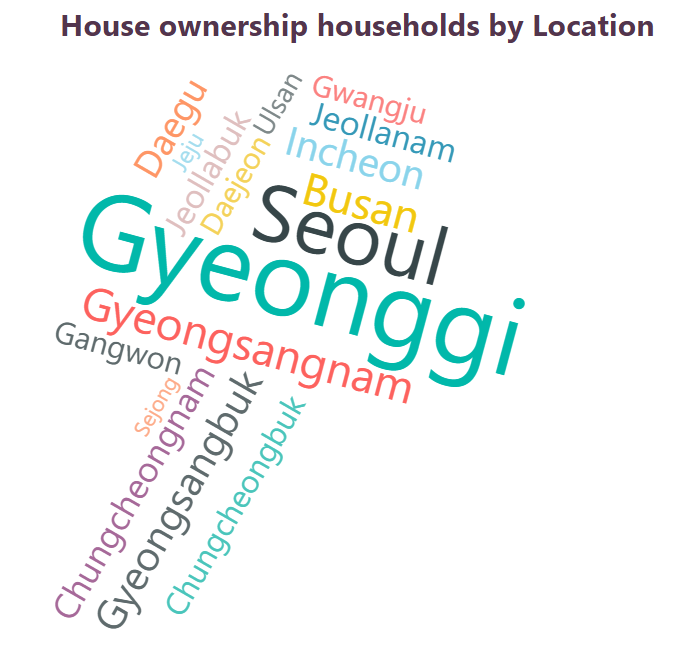 House ownership households by Location
Daegu
Jeju
Jeollabuk
Daejeon
Ulsan
Gwangju
Jeollanam
Incheon
Busan
Seoul
Gyeonggi
Gyeongsangnam
Gangwon
Sejong
Chungcheongnam
Gyeongsangbuk
Chungcheongbuk